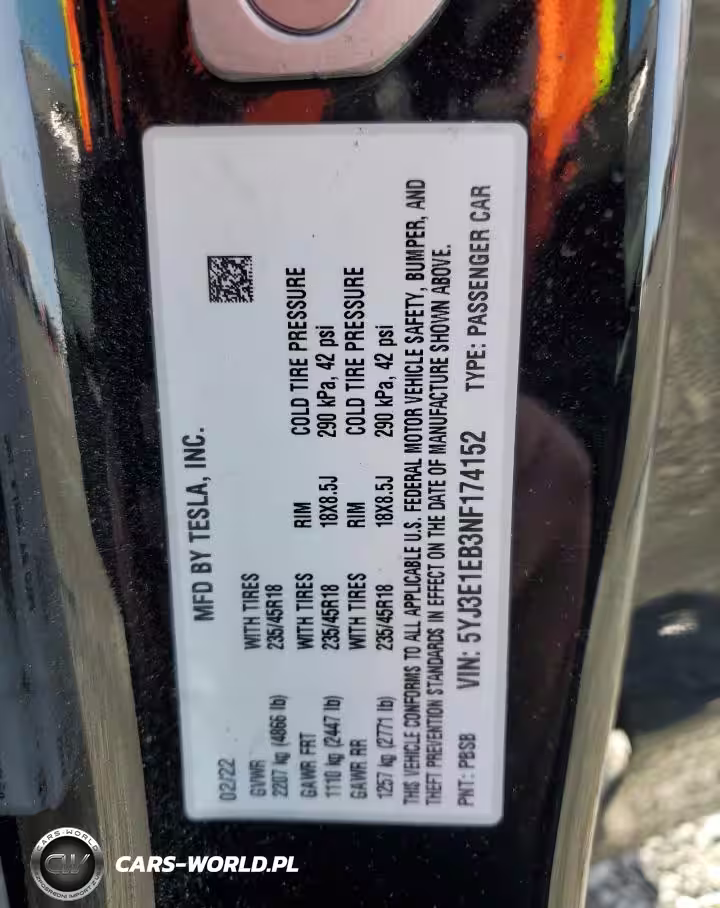 MFD BY TESLA, INC.
02/22
GVWR WITH TIRES
2207 kg (4866 lb) 235/45R18
GAWR FRT WITH TIRES RIM COLD TIRE PRESSURE
1110 kg (2447 lb) 235/45R18 18X8.5J 290 kPa, 42 psi
GAWR RR WITH TIRES RIM COLD TIRE PRESSURE
1257 kg (2771 lb) 235/45R18 18X8.5J 290 kPa, 42 psi
THIS VEHICLE CONFORMS TO ALL APPLICABLE U.S. FEDERAL MOTOR VEHICLE SAFETY, BUMPER, AND
THEFT PREVENTION STANDARDS IN EFFECT ON THE DATE OF MANUFACTURE SHOWN ABOVE.
PNT: PBSB VIN: 5YJ3E1EB3NF174152 TYPE: PASSENGER CAR
CARS-WORLD
CW
CARS-WORLD.PL